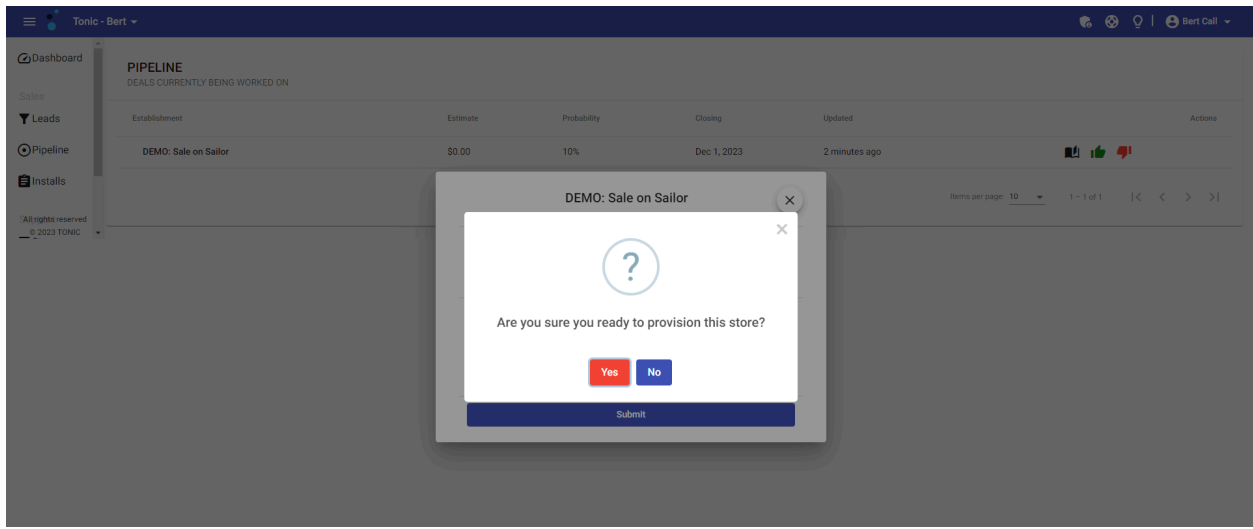 Tonic - Bert
Bert Call
Dashboard
Sales
Leads
Pipeline
Installs
All rights reserved
© 2023 TONIC
PIPELINE
DEALS CURRENTLY BEING WORKED ON
Establishment Estimate Probability Closing Updated Actions
DEMO: Sale on Sailor $0.00 10% Dec 1, 2023 2 minutes ago
Items per page: 10 1 – 1 of 1
DEMO: Sale on Sailor
?
Are you sure you ready to provision this store?
Yes No
Submit